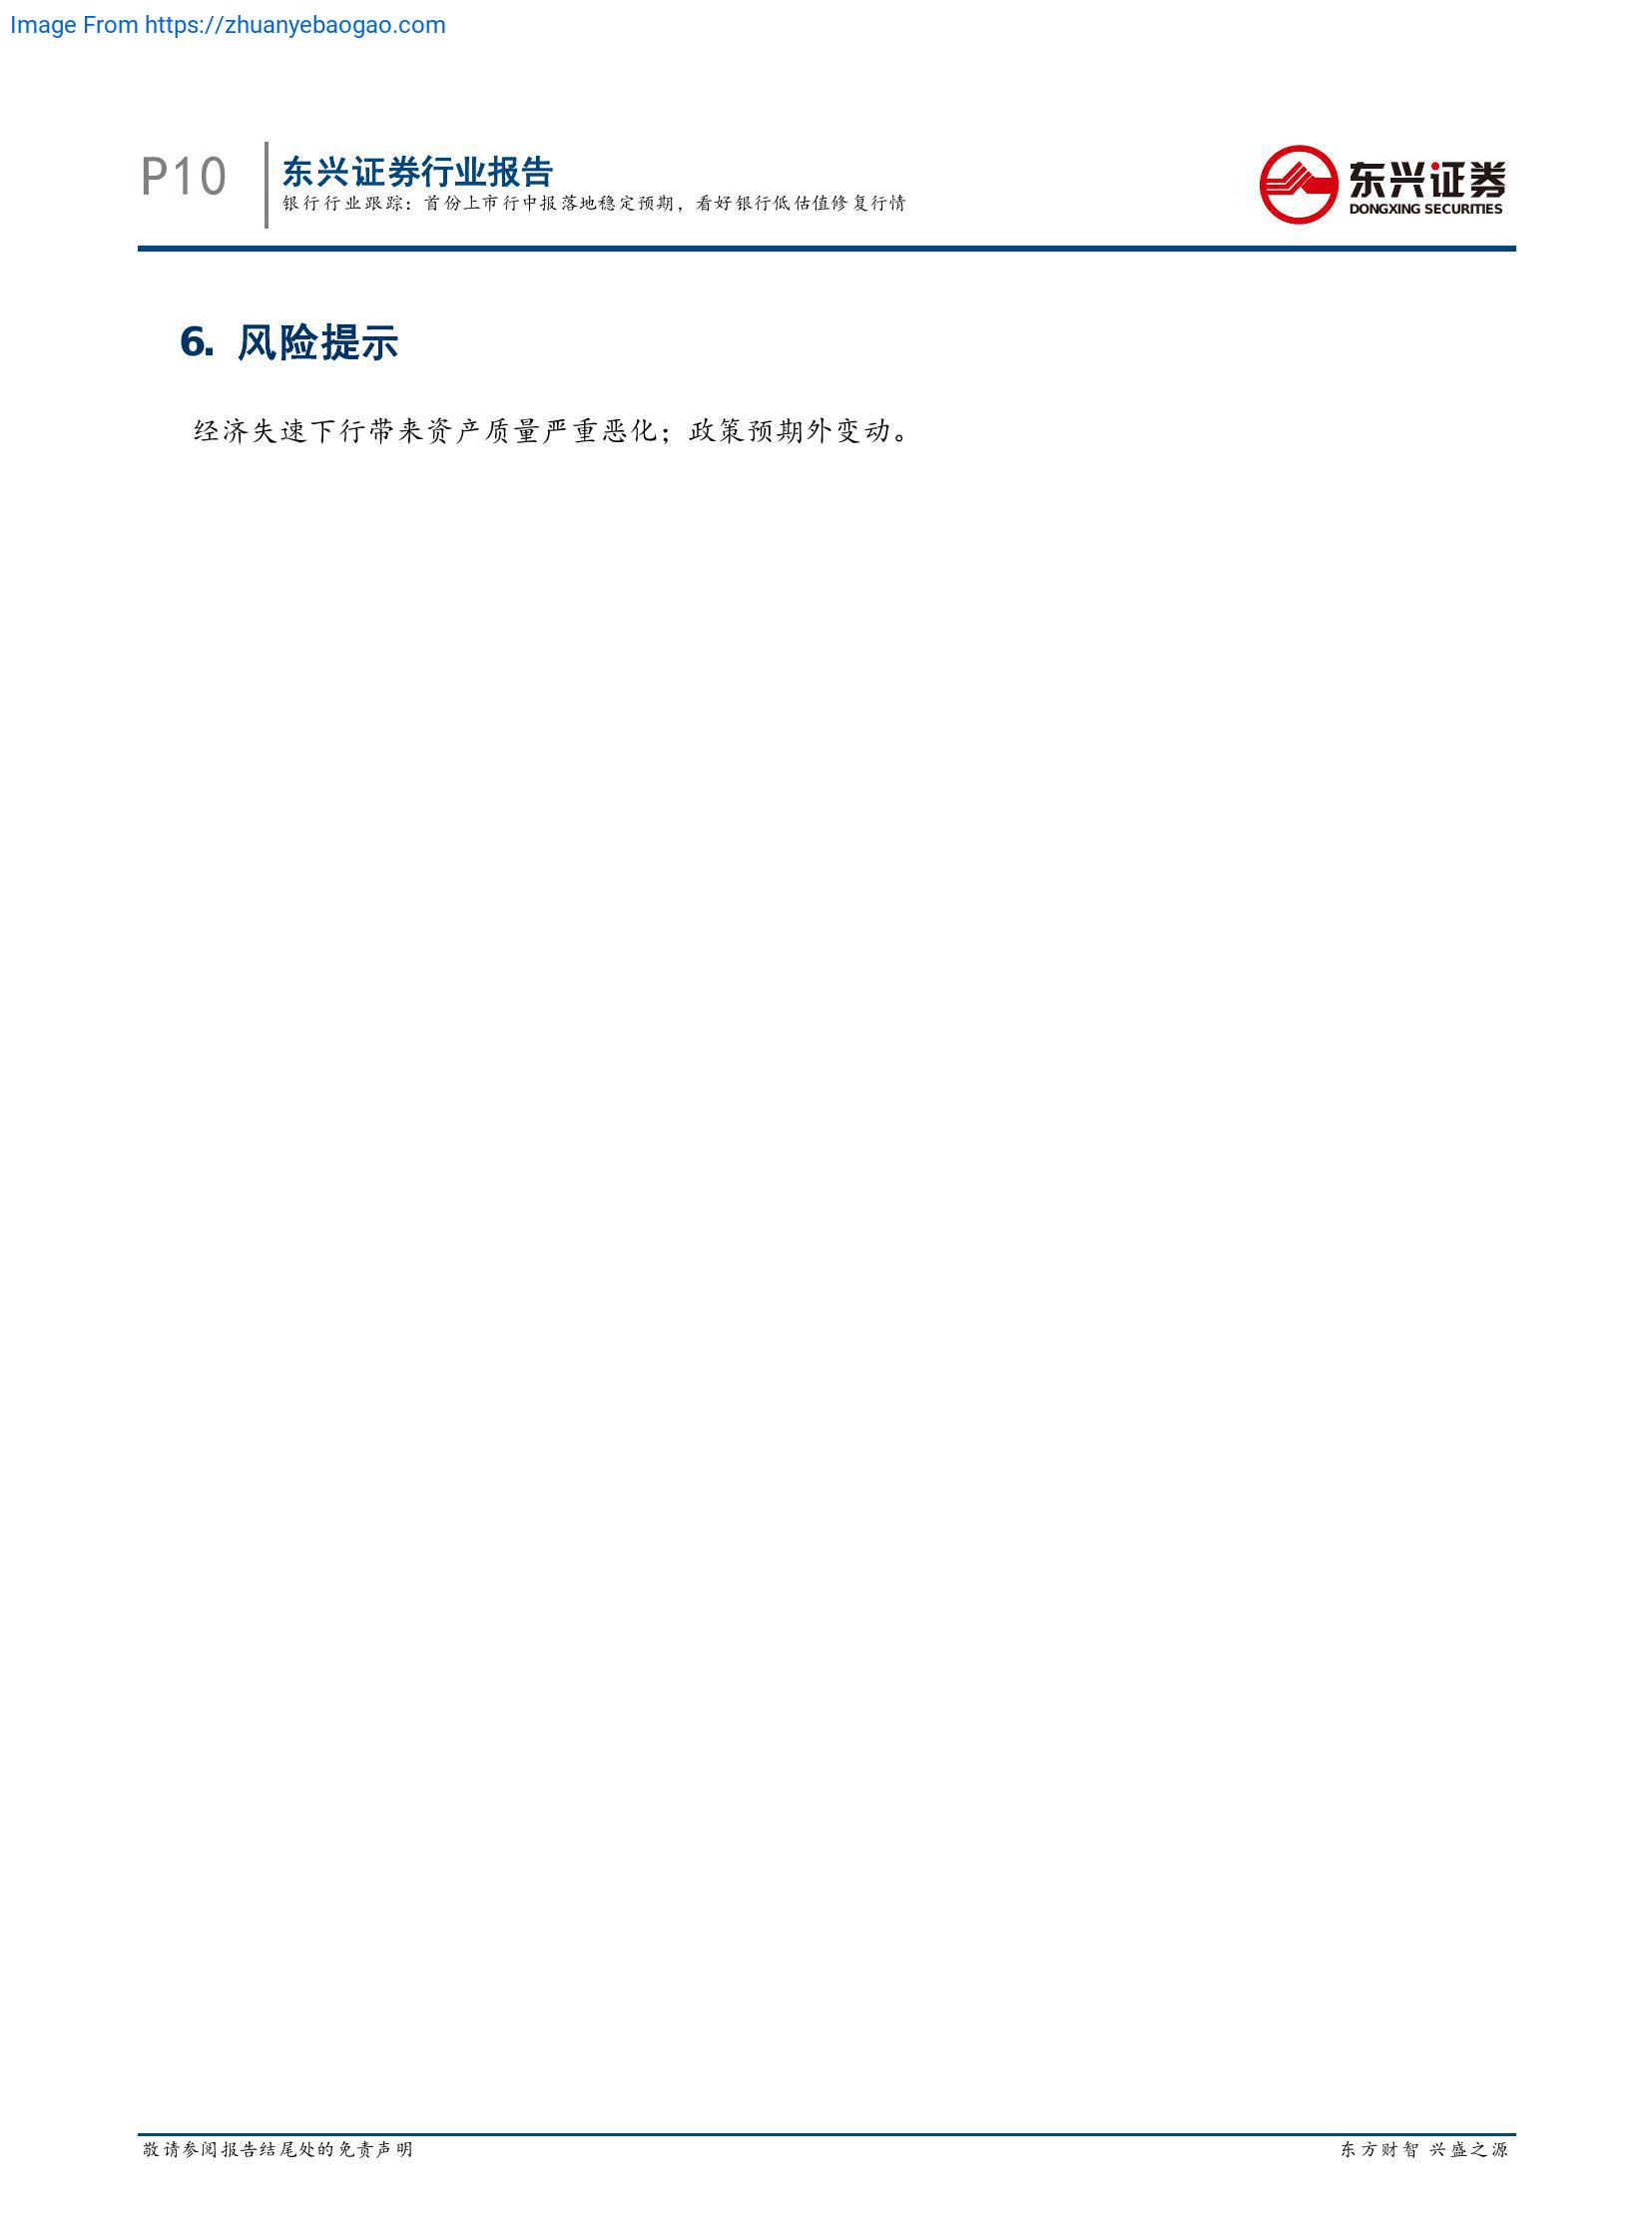 Image From https://zhuanyebaogao.com
P10
东兴证券行业报告
银行行业跟踪：首份上市行中报落地稳定预期，看好银行低估值修复行情
东兴证券
DONGXING SECURITIES
6. 风险提示
经济失速下行带来资产质量严重恶化；政策预期外变动。
敬请参阅报告结尾处的免责声明
东方财智 兴盛之源